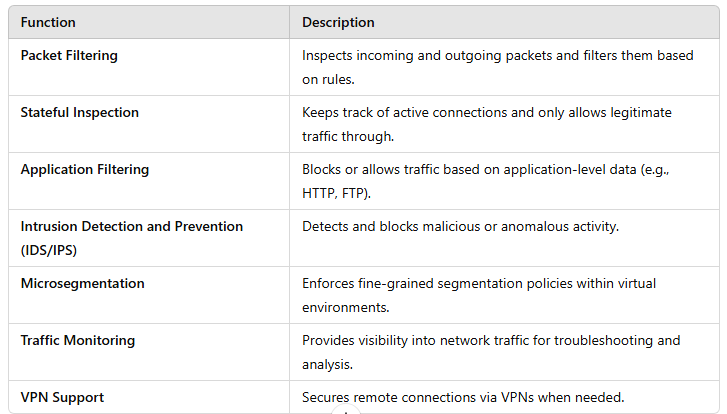 Function
Description
Packet Filtering
Inspects incoming and outgoing packets and filters them based
on rules.
Stateful Inspection
Keeps track of active connections and only allows legitimate
traffic through.
Application Filtering
Blocks or allows traffic based on application-level data (e.g.,
HTTP, FTP).
Intrusion Detection and Prevention
(IDS/IPS)
Detects and blocks malicious or anomalous activity.
Microsegmentation
Enforces fine-grained segmentation policies within virtual
environments.
Traffic Monitoring
Provides visibility into network traffic for troubleshooting and
analysis.
VPN Support
Secures remote connections via VPNs when needed.